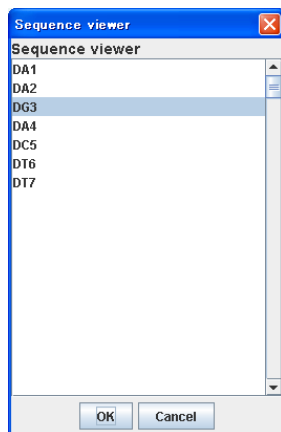 Sequence viewer
Sequence viewer
DA1
DA2
DG3
DA4
DC5
DT6
DT7
OK Cancel